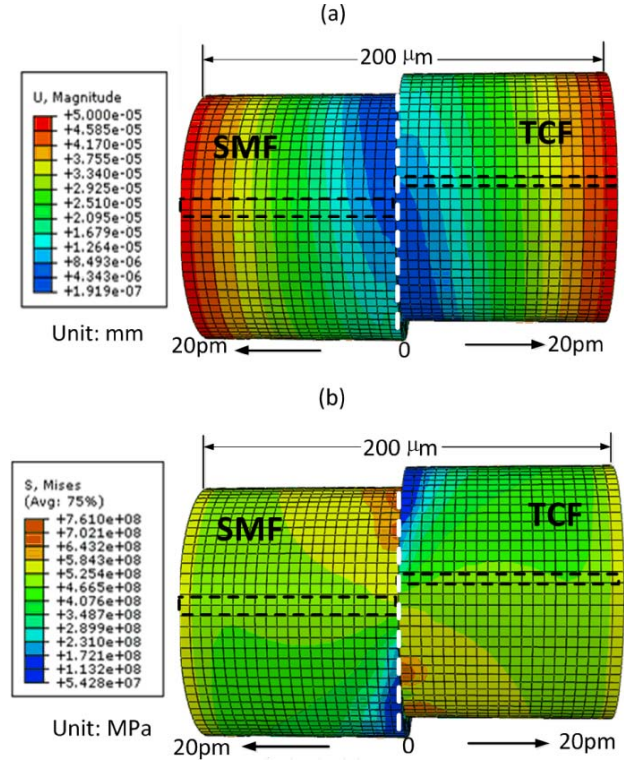 (a)
200 μm
U, Magnitude
+5.000e-05
+4.585e-05
+4.170e-05
+3.755e-05
+3.340e-05
+2.925e-05
+2.510e-05
+2.095e-05
+1.679e-05
+1.264e-05
+8.493e-06
+4.343e-06
+1.919e-07
SMF
TCF
Unit: mm
20pm
0
20pm
(b)
200 μm
S, Mises
(Avg: 75%)
+7.610e+08
+7.021e+08
+6.432e+08
+5.843e+08
+5.254e+08
+4.665e+08
+4.076e+08
+3.487e+08
+2.899e+08
+2.310e+08
+1.721e+08
+1.132e+08
+5.428e+07
SMF
TCF
Unit: MPa
20pm
0
20pm